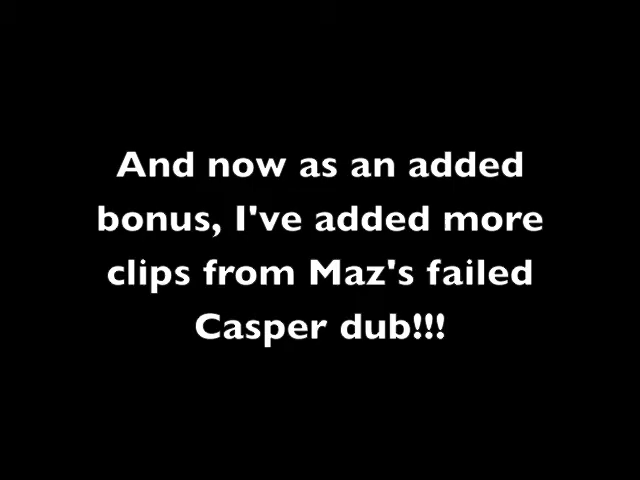 And now as an added
bonus, I've added more
clips from Maz's failed
Casper dub!!!